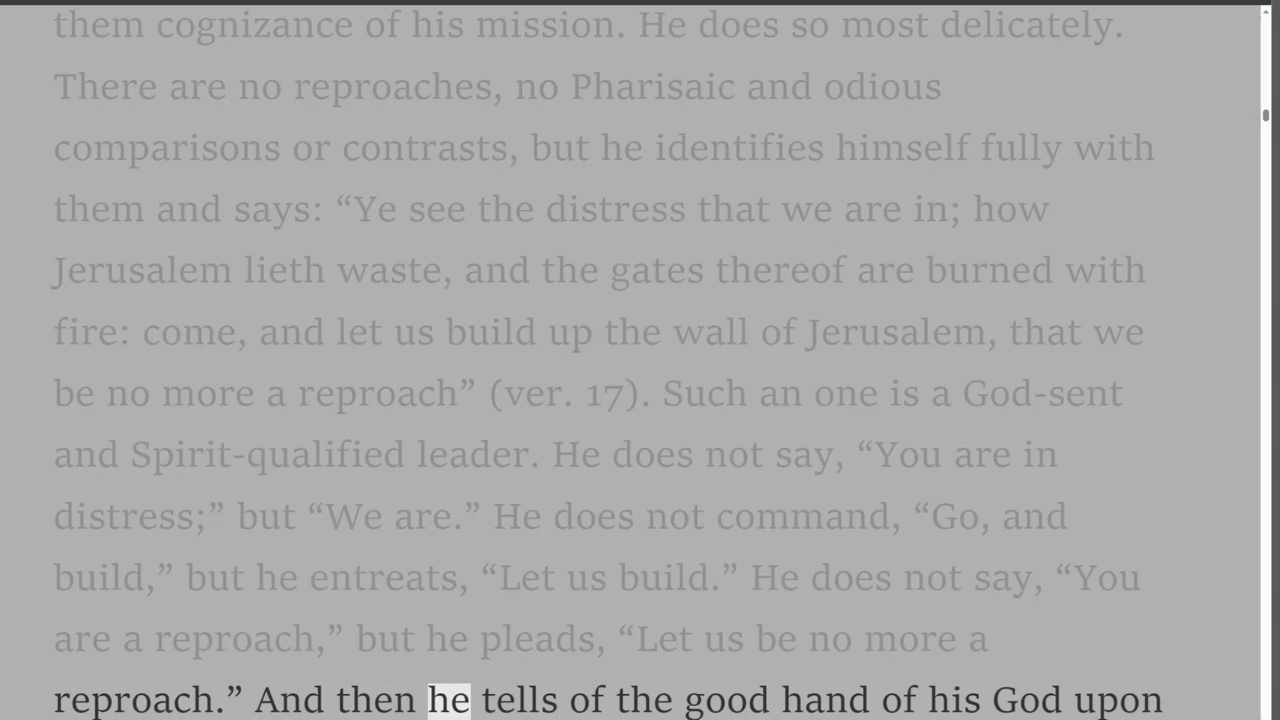 them cognizance of his mission. He does so most delicately.
There are no reproaches, no Pharisaic and odious
comparisons or contrasts, but he identifies himself fully with
them and says: “Ye see the distress that we are in; how
Jerusalem lieth waste, and the gates thereof are burned with
fire: come, and let us build up the wall of Jerusalem, that we
be no more a reproach” (ver. 17). Such an one is a God-sent
and Spirit-qualified leader. He does not say, “You are in
distress;” but “We are.” He does not command, “Go, and
build,” but he entreats, “Let us build.” He does not say, “You
are a reproach,” but he pleads, “Let us be no more a
reproach.” And then he tells of the good hand of his God upon